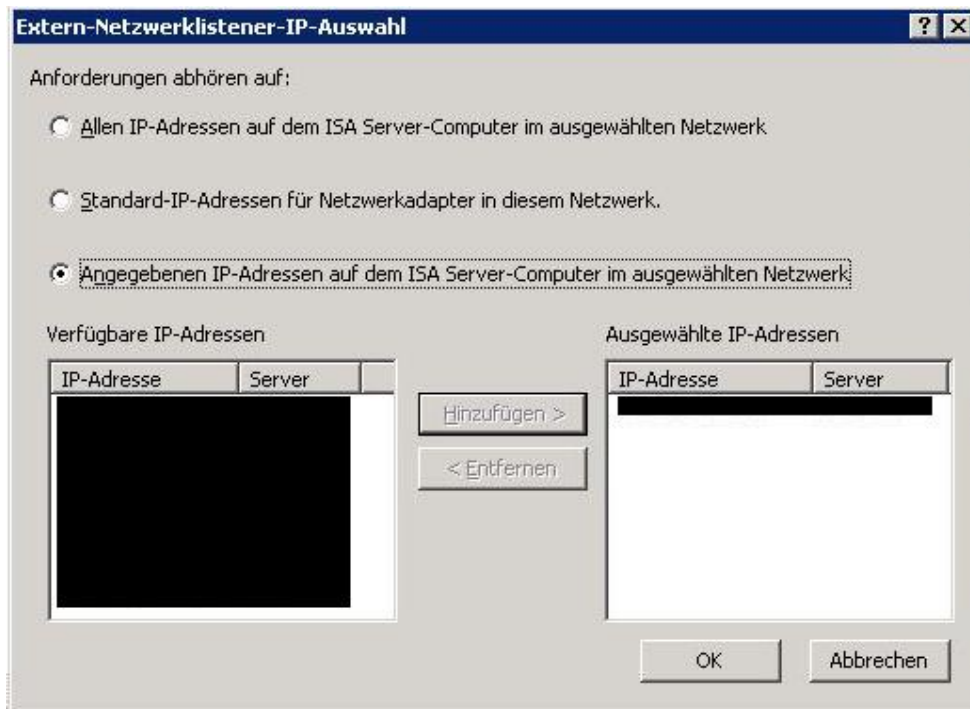 Extern-Netzwerklistener-IP-Auswahl
Anforderungen abhören auf:
Allen IP-Adressen auf dem ISA Server-Computer im ausgewählten Netzwerk
Standard-IP-Adressen für Netzwerkadapter in diesem Netzwerk.
Angegebenen IP-Adressen auf dem ISA Server-Computer im ausgewählten Netzwerk
Verfügbare IP-Adressen
IP-Adresse Server
Hinzufügen >
< Entfernen
Ausgewählte IP-Adressen
IP-Adresse Server
OK Abbrechen